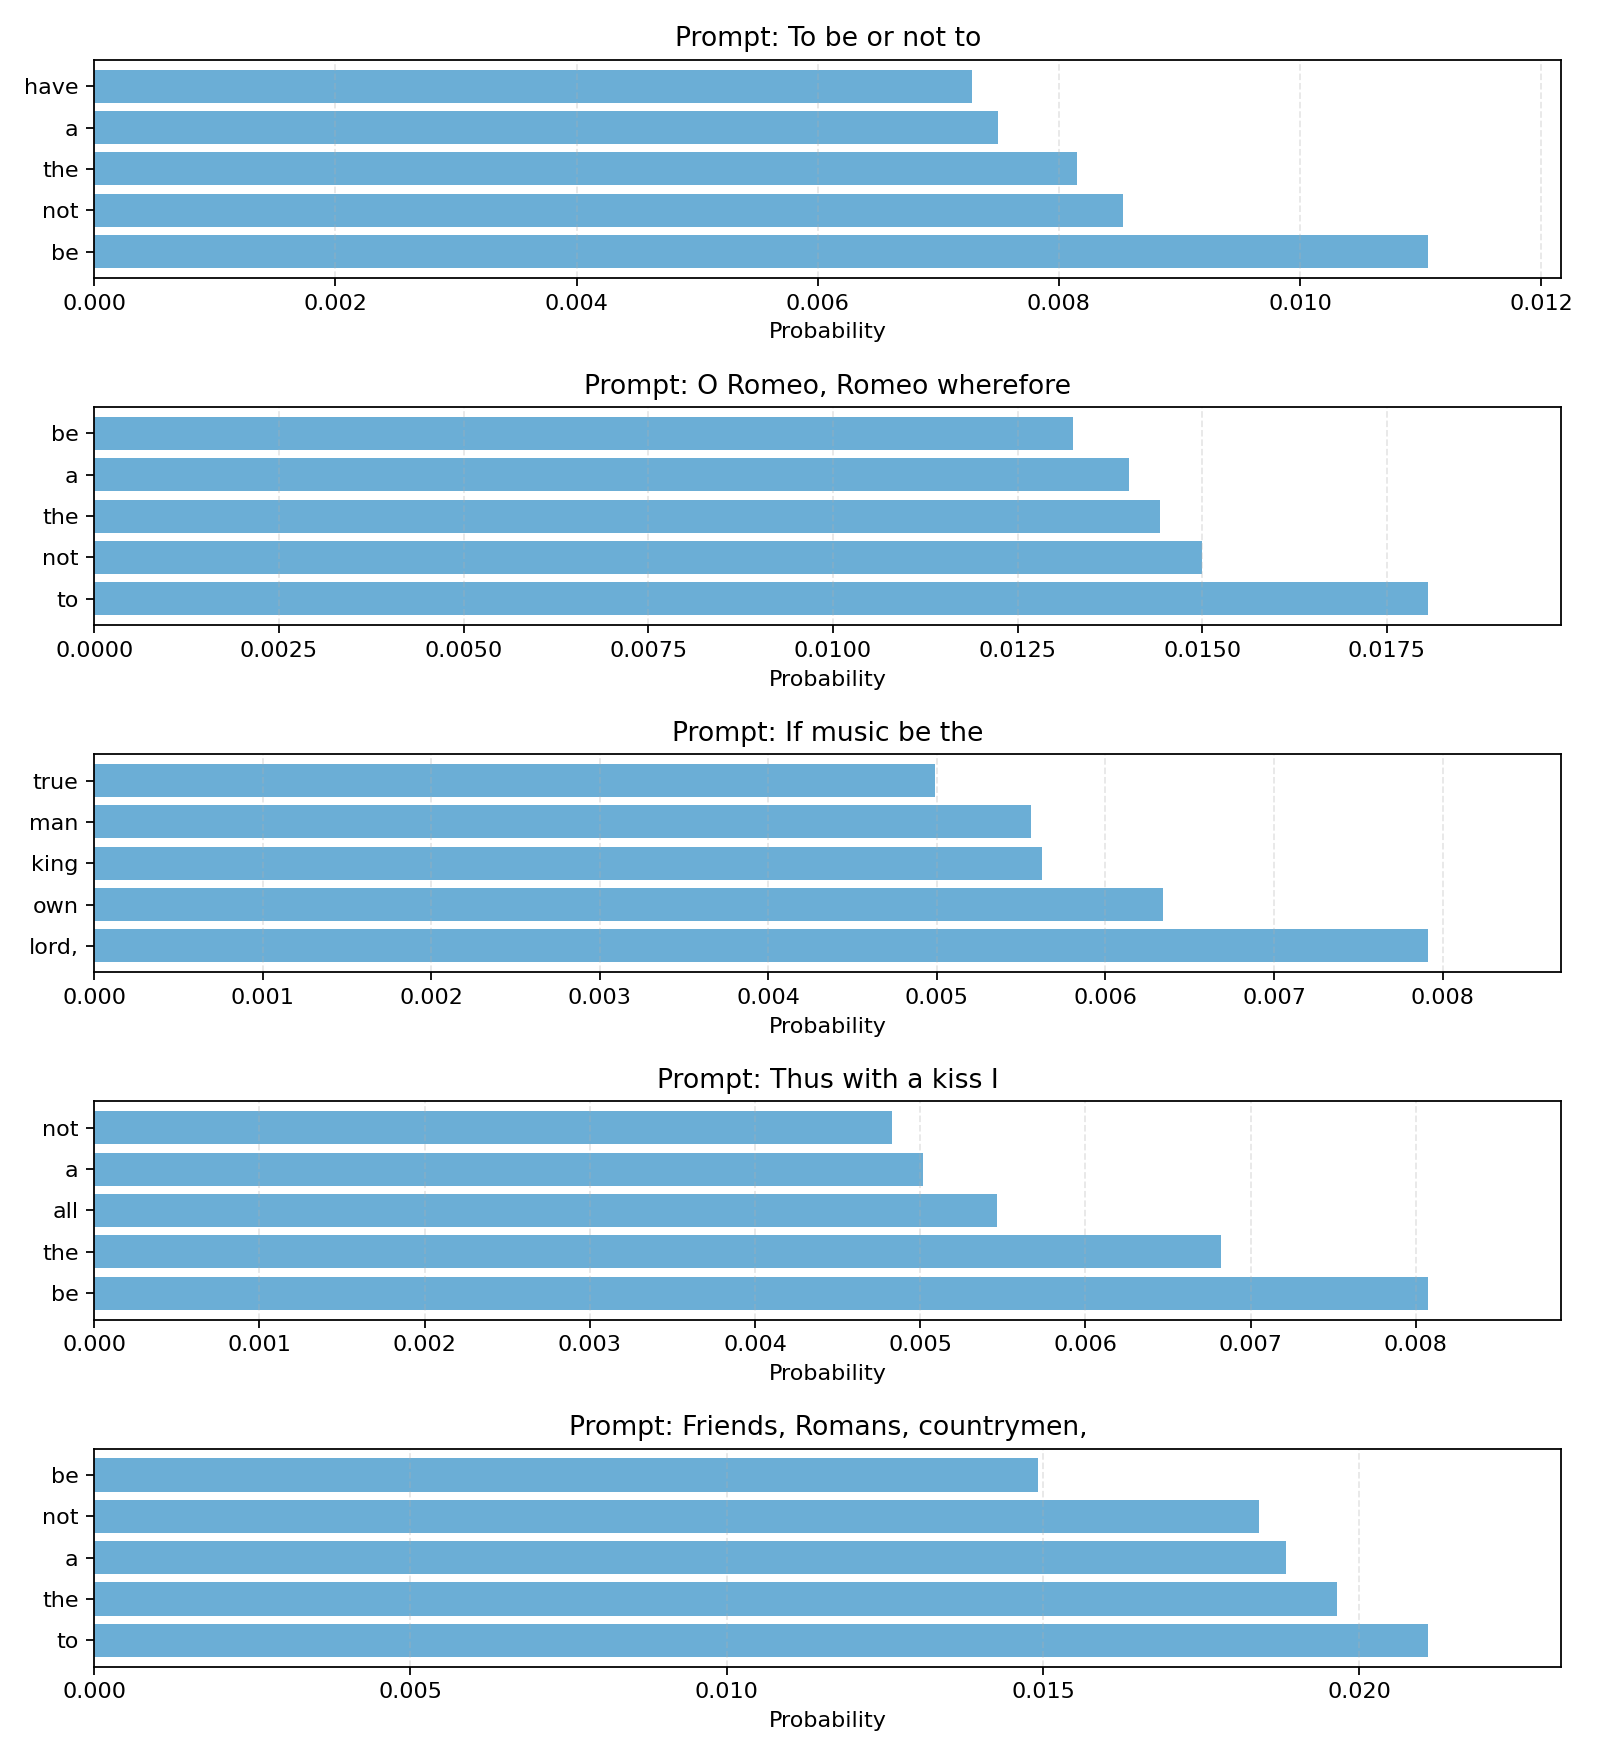 Prompt: To be or not to
have
a
the
not
be
0.000 0.002 0.004 0.006 0.008 0.010 0.012
Probability
Prompt: O Romeo, Romeo wherefore
be
a
the
not
to
0.0000 0.0025 0.0050 0.0075 0.0100 0.0125 0.0150 0.0175
Probability
Prompt: If music be the
true
man
king
own
lord,
0.000 0.001 0.002 0.003 0.004 0.005 0.006 0.007 0.008
Probability
Prompt: Thus with a kiss I
not
a
all
the
be
0.000 0.001 0.002 0.003 0.004 0.005 0.006 0.007 0.008
Probability
Prompt: Friends, Romans, countrymen,
be
not
a
the
to
0.000 0.005 0.010 0.015 0.020
Probability